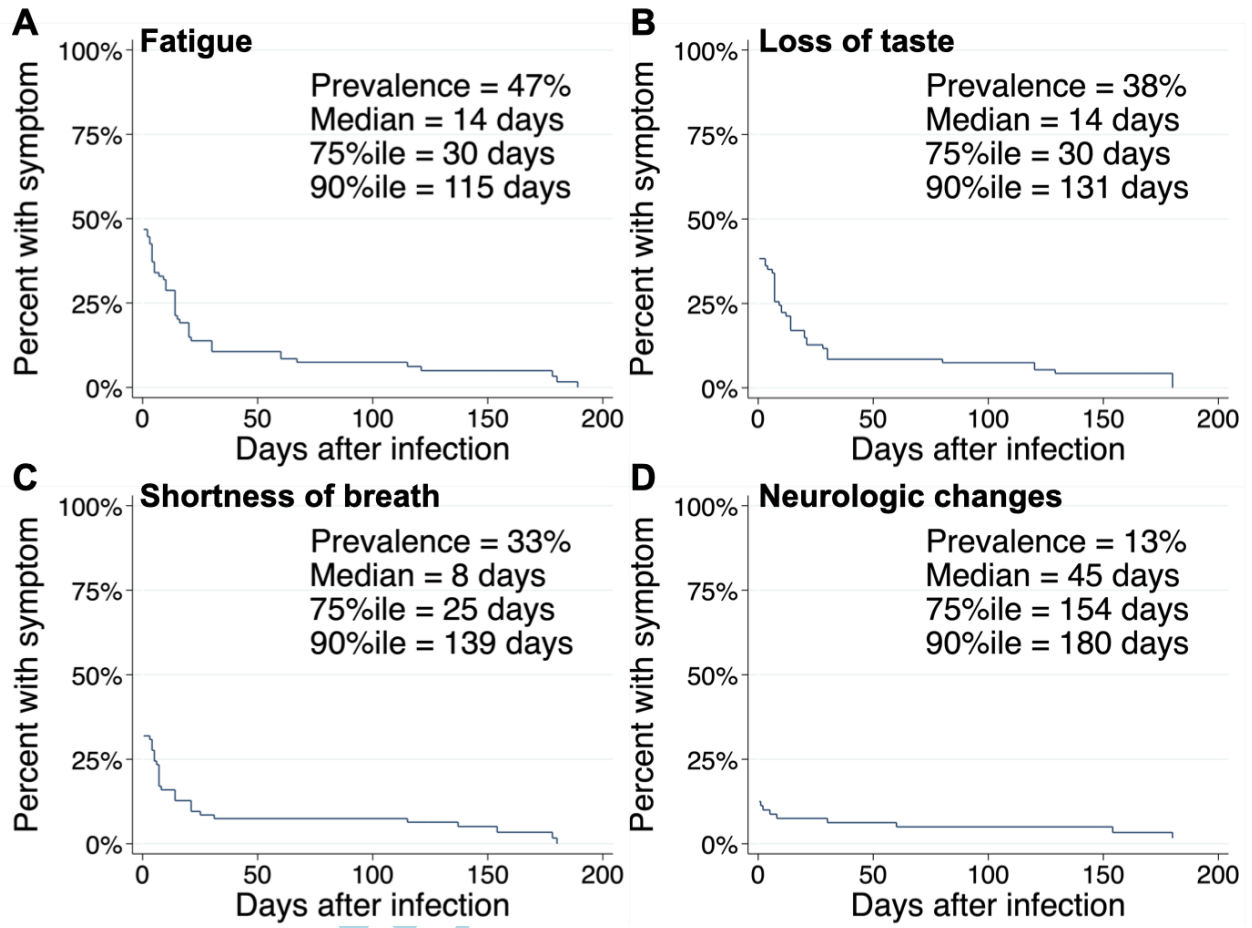 A
Fatigue
100%
75%
50%
25%
0%
Percent with symptom
Prevalence = 47%
Median = 14 days
75%ile = 30 days
90%ile = 115 days
0 50 100 150 200
Days after infection
B
Loss of taste
100%
75%
50%
25%
0%
Percent with symptom
Prevalence = 38%
Median = 14 days
75%ile = 30 days
90%ile = 131 days
0 50 100 150 200
Days after infection
C
Shortness of breath
100%
75%
50%
25%
0%
Percent with symptom
Prevalence = 33%
Median = 8 days
75%ile = 25 days
90%ile = 139 days
0 50 100 150 200
Days after infection
D
Neurologic changes
100%
75%
50%
25%
0%
Percent with symptom
Prevalence = 13%
Median = 45 days
75%ile = 154 days
90%ile = 180 days
0 50 100 150 200
Days after infection